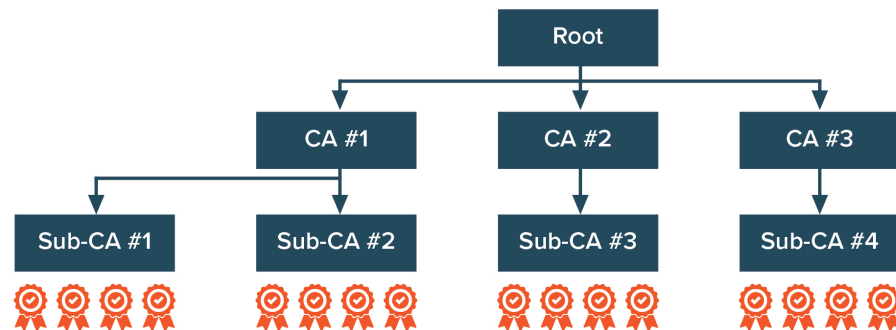 Root
CA #1
CA #2
CA #3
Sub-CA #1
Sub-CA #2
Sub-CA #3
Sub-CA #4